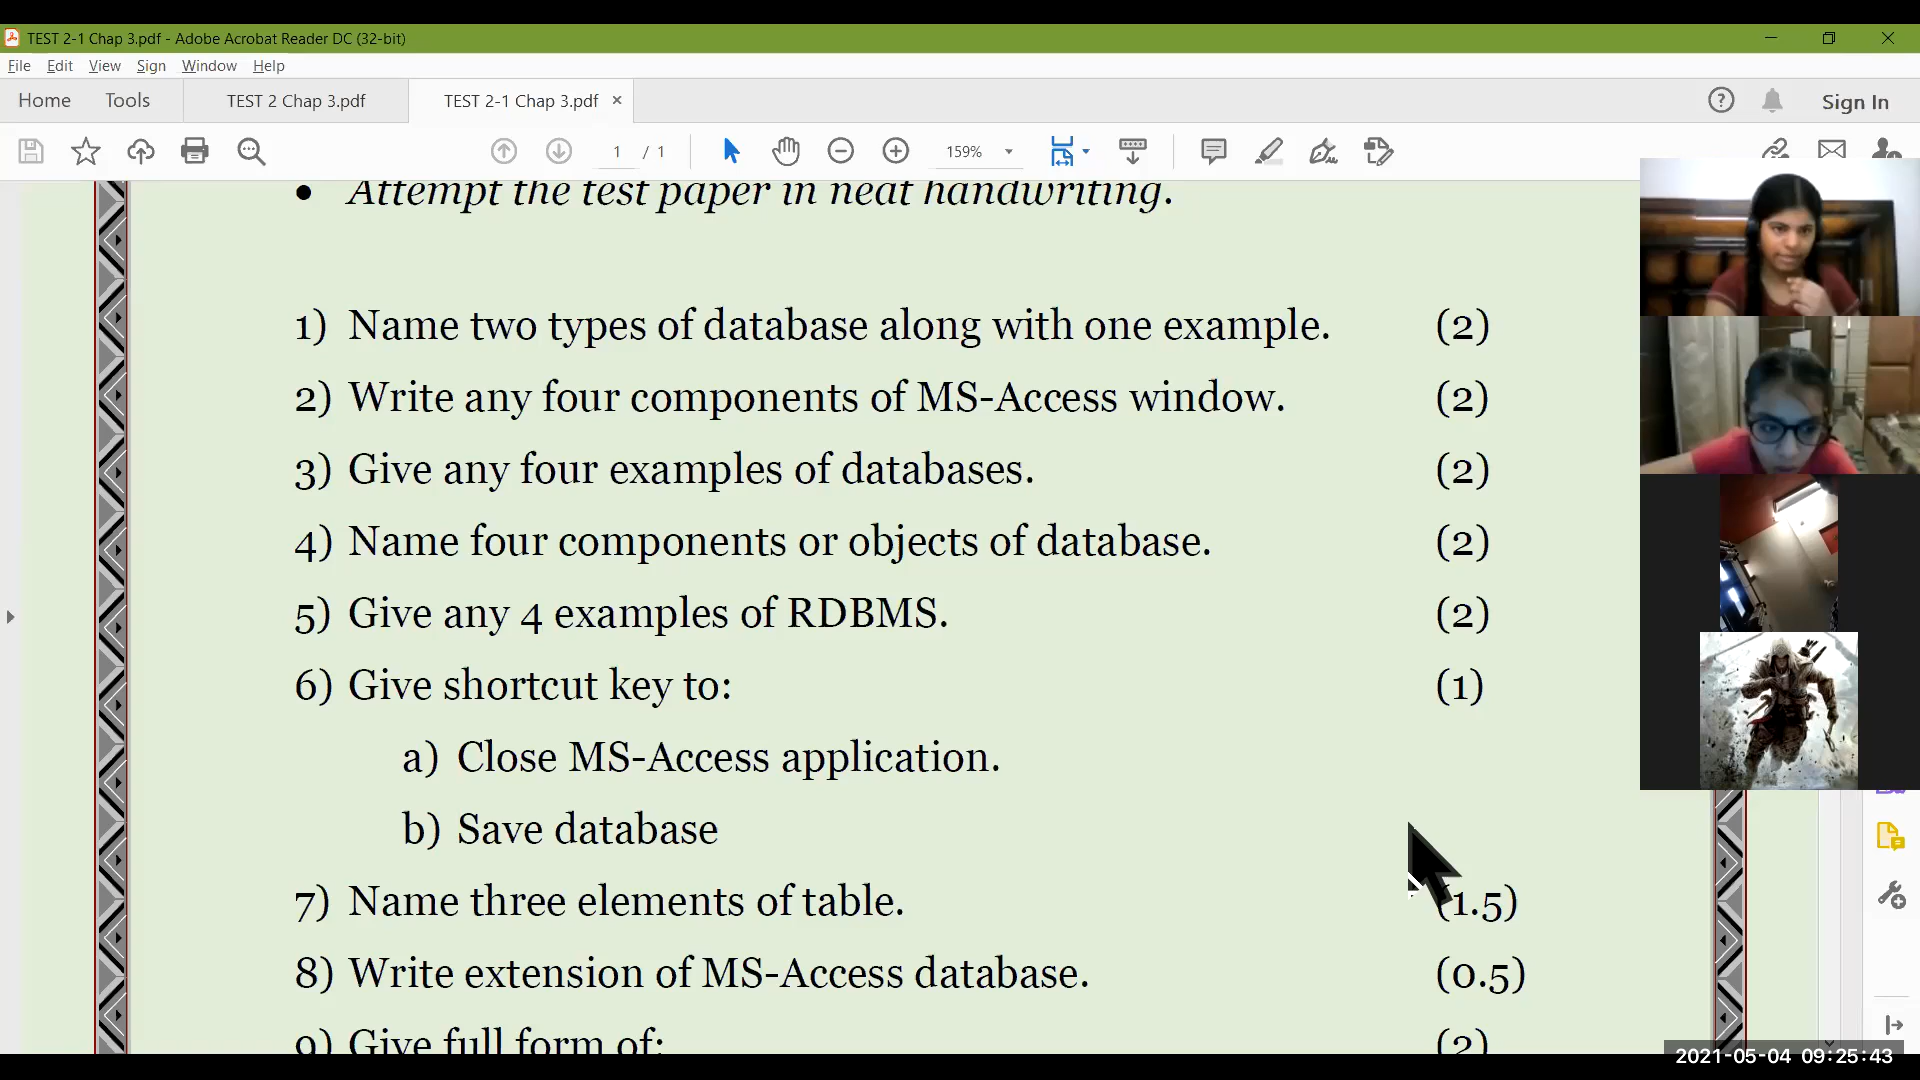 TEST 2-1 Chap 3.pdf - Adobe Acrobat Reader DC (32-bit)
File Edit View Sign Window Help
Home Tools TEST 2 Chap 3.pdf TEST 2-1 Chap 3.pdf × Sign In
1 / 1 159%
• Attempt the test paper in neat handwriting.
1) Name two types of database along with one example. (2)
2) Write any four components of MS-Access window. (2)
3) Give any four examples of databases. (2)
4) Name four components or objects of database. (2)
5) Give any 4 examples of RDBMS. (2)
6) Give shortcut key to: (1)
a) Close MS-Access application.
b) Save database
7) Name three elements of table. (1.5)
8) Write extension of MS-Access database. (0.5)
9) Give full form of: (2)
2021-05-04 09:25:43